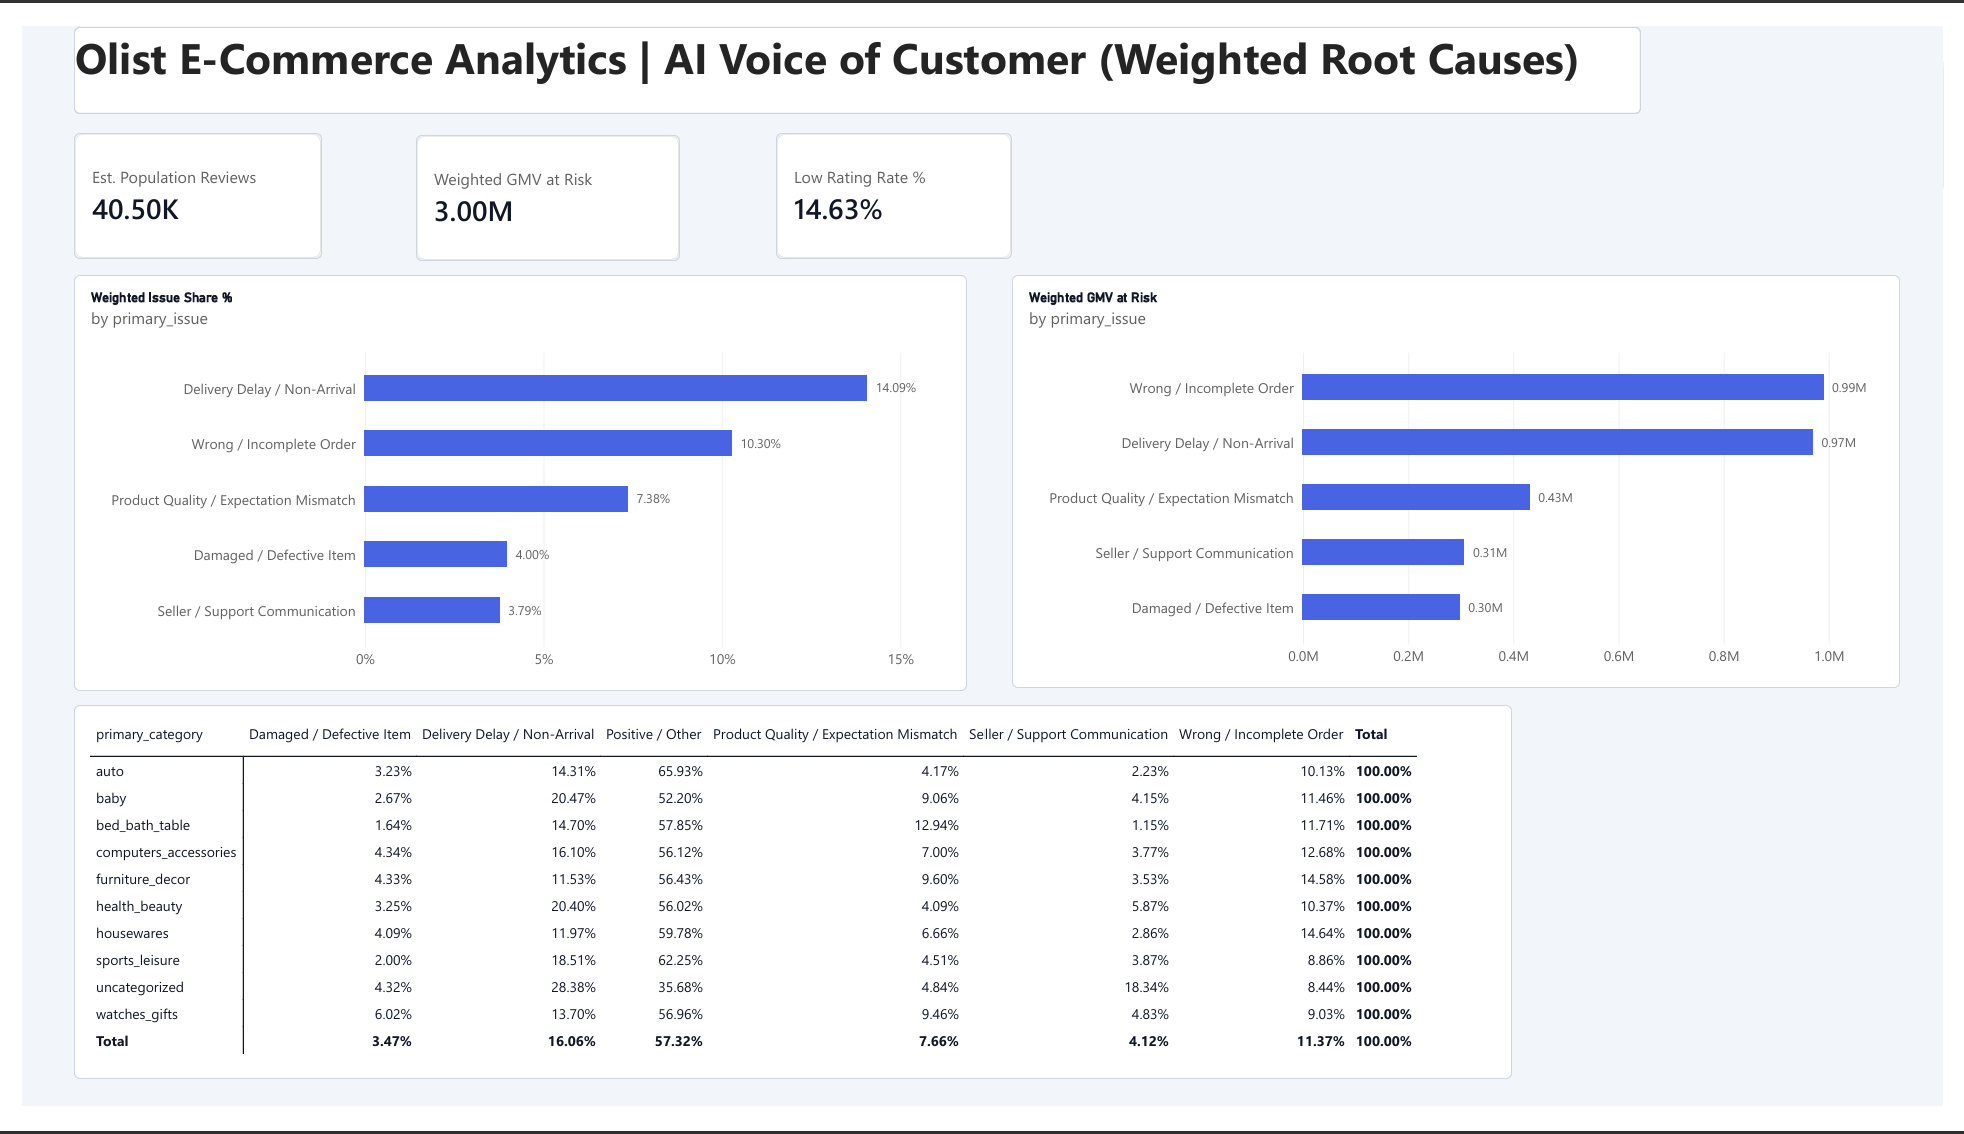 Olist E-Commerce Analytics | AI Voice of Customer (Weighted Root Causes)
Est. Population Reviews
40.50K
Weighted GMV at Risk
3.00M
Low Rating Rate %
14.63%
Weighted Issue Share %
by primary_issue
Delivery Delay / Non-Arrival 14.09%
Wrong / Incomplete Order 10.30%
Product Quality / Expectation Mismatch 7.38%
Damaged / Defective Item 4.00%
Seller / Support Communication 3.79%
0% 5% 10% 15%
Weighted GMV at Risk
by primary_issue
Wrong / Incomplete Order 0.99M
Delivery Delay / Non-Arrival 0.97M
Product Quality / Expectation Mismatch 0.43M
Seller / Support Communication 0.31M
Damaged / Defective Item 0.30M
0.0M 0.2M 0.4M 0.6M 0.8M 1.0M
primary_category Damaged / Defective Item Delivery Delay / Non-Arrival Positive / Other Product Quality / Expectation Mismatch Seller / Support Communication Wrong / Incomplete Order Total
auto 3.23% 14.31% 65.93% 4.17% 2.23% 10.13% 100.00%
baby 2.67% 20.47% 52.20% 9.06% 4.15% 11.46% 100.00%
bed_bath_table 1.64% 14.70% 57.85% 12.94% 1.15% 11.71% 100.00%
computers_accessories 4.34% 16.10% 56.12% 7.00% 3.77% 12.68% 100.00%
furniture_decor 4.33% 11.53% 56.43% 9.60% 3.53% 14.58% 100.00%
health_beauty 3.25% 20.40% 56.02% 4.09% 5.87% 10.37% 100.00%
housewares 4.09% 11.97% 59.78% 6.66% 2.86% 14.64% 100.00%
sports_leisure 2.00% 18.51% 62.25% 4.51% 3.87% 8.86% 100.00%
uncategorized 4.32% 28.38% 35.68% 4.84% 18.34% 8.44% 100.00%
watches_gifts 6.02% 13.70% 56.96% 9.46% 4.83% 9.03% 100.00%
Total 3.47% 16.06% 57.32% 7.66% 4.12% 11.37% 100.00%